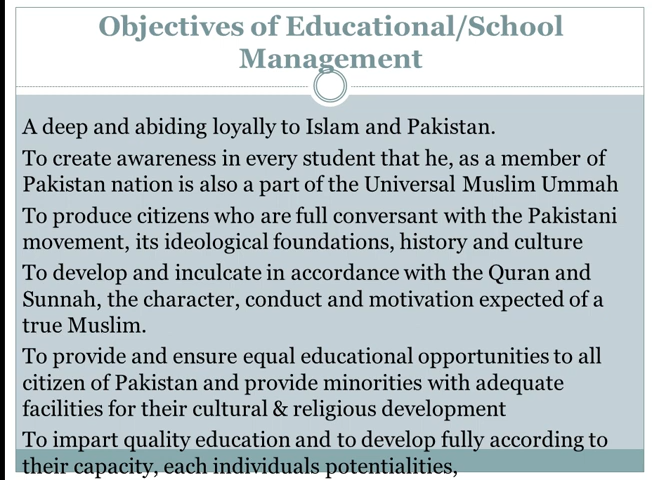 Objectives of Educational/School
Management
A deep and abiding loyally to Islam and Pakistan.
To create awareness in every student that he, as a member of
Pakistan nation is also a part of the Universal Muslim Ummah
To produce citizens who are full conversant with the Pakistani
movement, its ideological foundations, history and culture
To develop and inculcate in accordance with the Quran and
Sunnah, the character, conduct and motivation expected of a
true Muslim.
To provide and ensure equal educational opportunities to all
citizen of Pakistan and provide minorities with adequate
facilities for their cultural & religious development
To impart quality education and to develop fully according to
their capacity, each individuals potentialities,